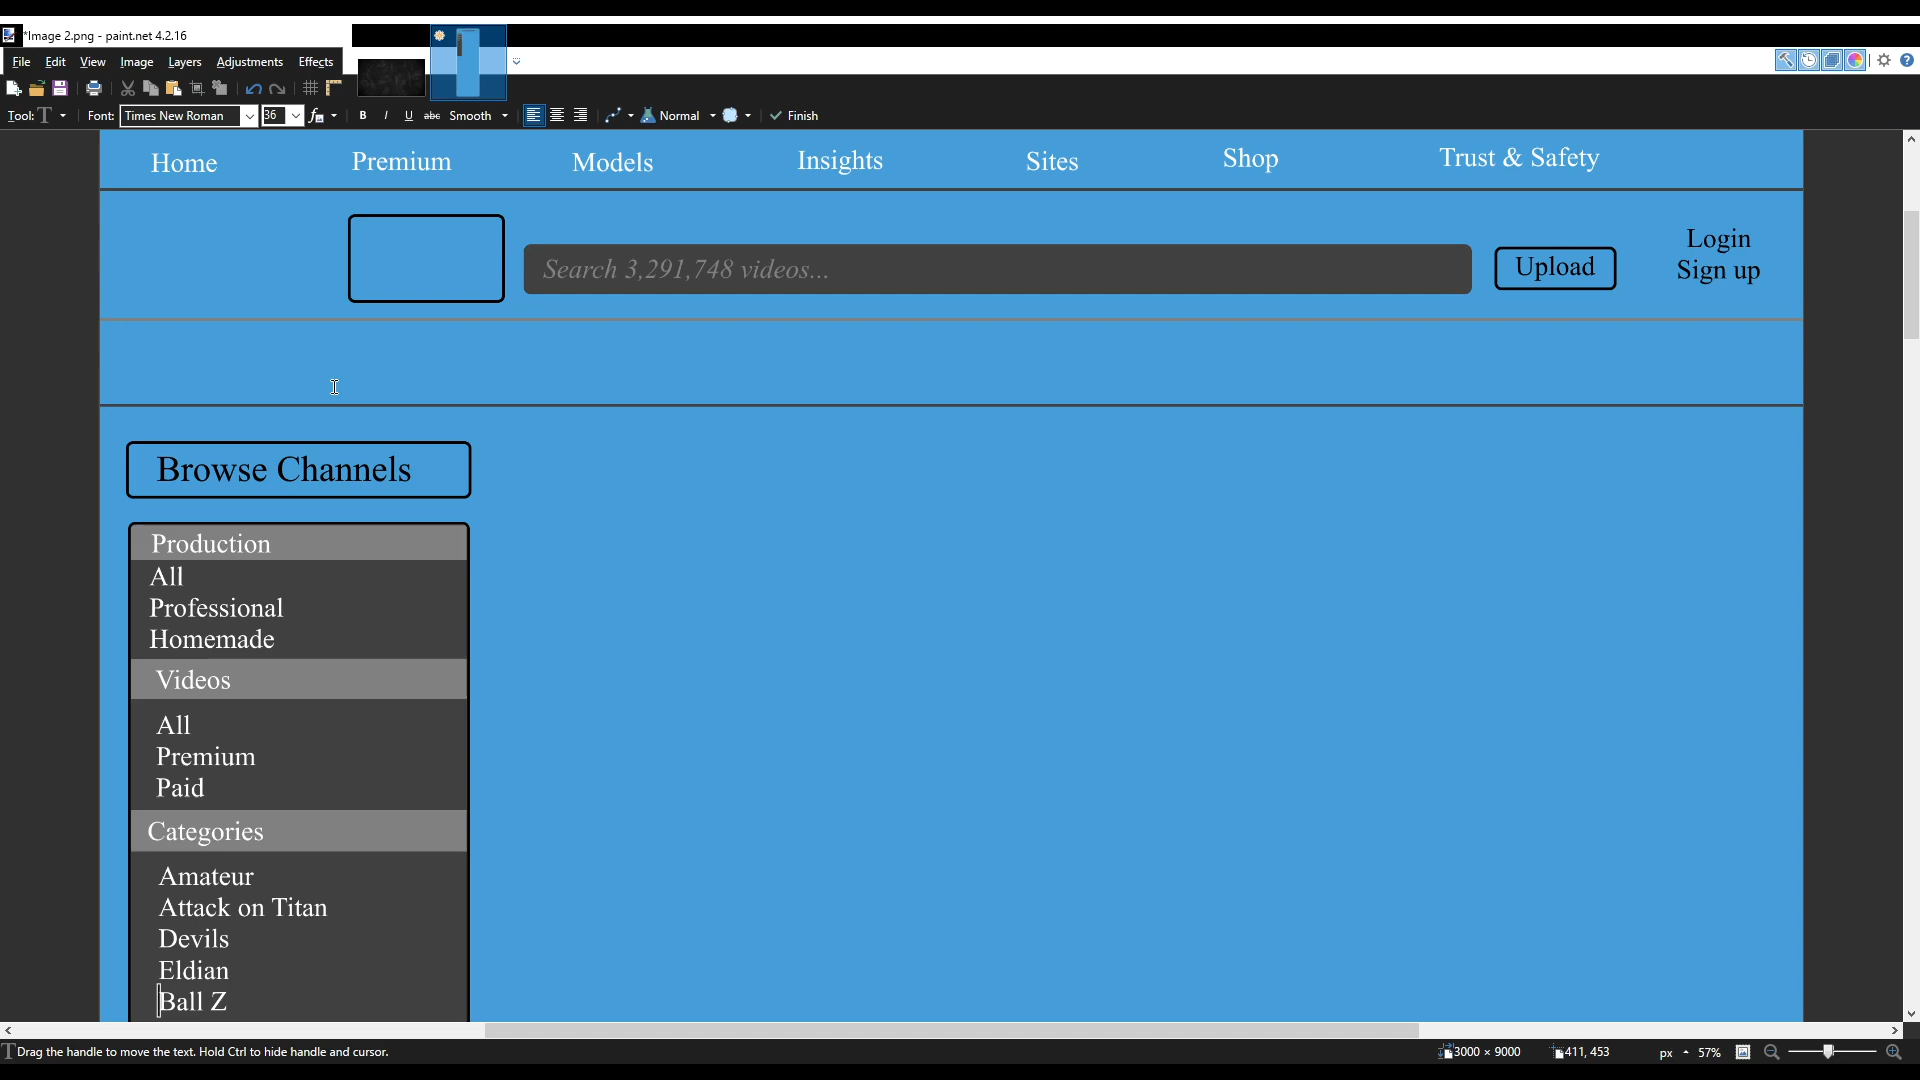 *Image 2.png - paint.net 4.2.16
File Edit View Image Layers Adjustments Effects
Tool: T Font: Times New Roman 36 B I U abc Smooth Normal Finish
Home Premium Models Insights Sites Shop Trust & Safety
Search 3,291,748 videos...
Upload
Login
Sign up
Browse Channels
Production
All
Professional
Homemade
Videos
All
Premium
Paid
Categories
Amateur
Attack on Titan
Devils
Eldian
Ball Z
Drag the handle to move the text. Hold Ctrl to hide handle and cursor.
3000 × 9000 411, 453 px 57%